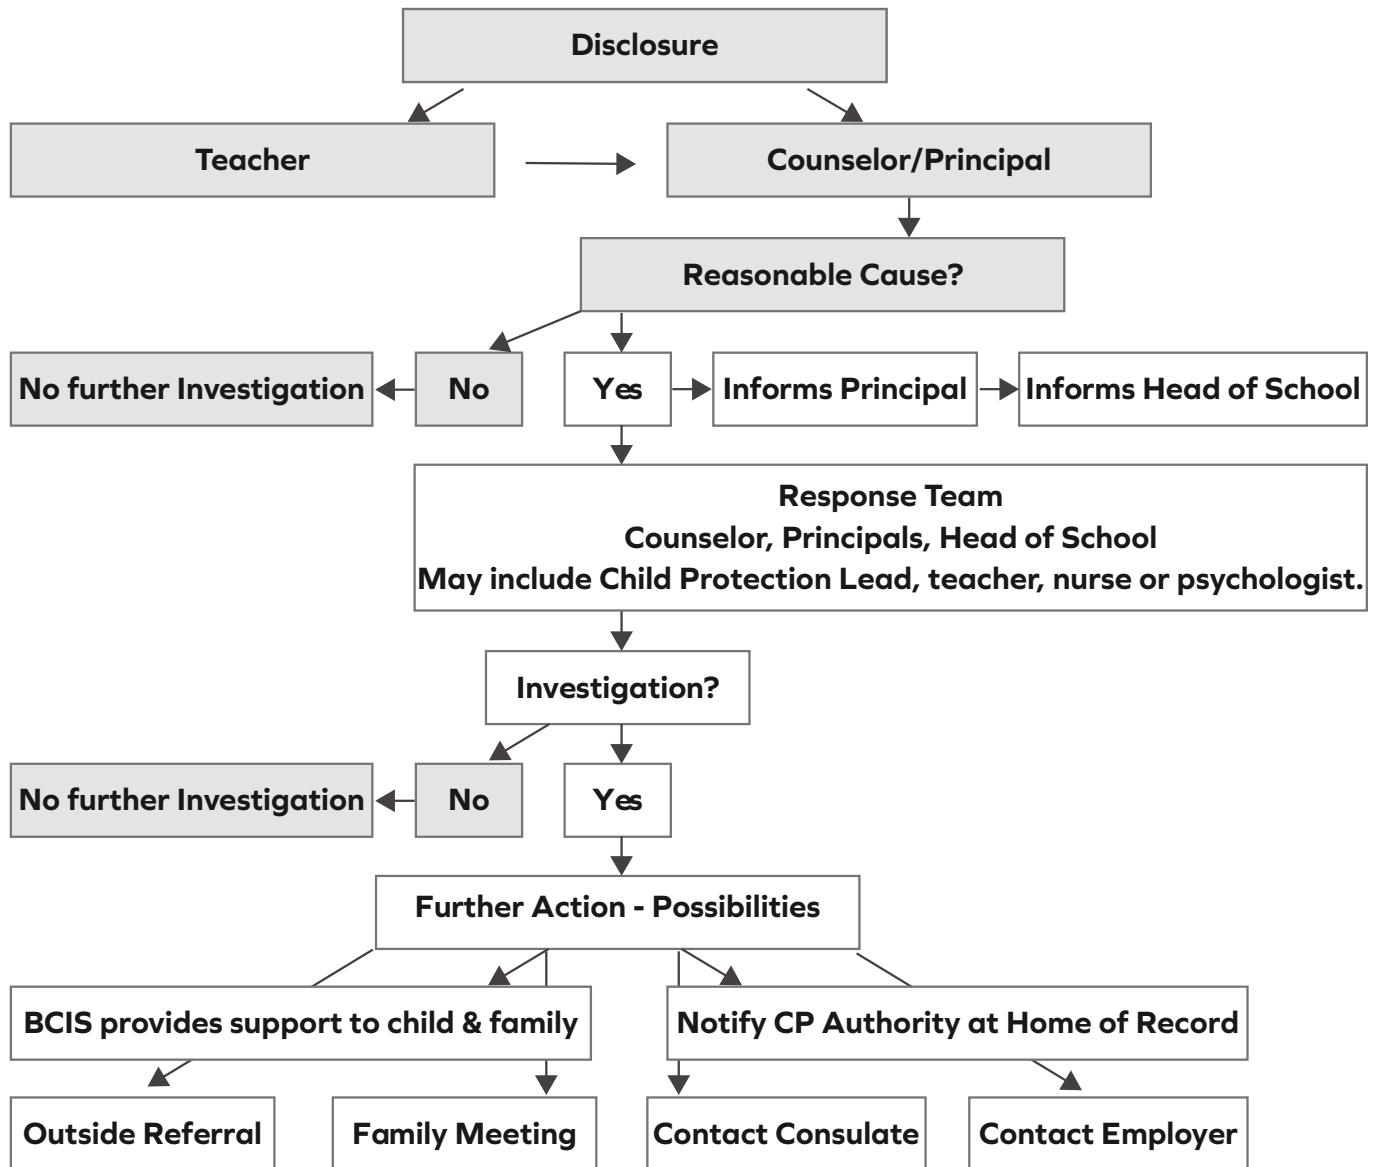 Disclosure
Teacher
Counselor/Principal
Reasonable Cause?
No further Investigation
No
Yes
Informs Principal
Informs Head of School
Response Team
Counselor, Principals, Head of School
May include Child Protection Lead, teacher, nurse or psychologist.
Investigation?
No further Investigation
No
Yes
Further Action - Possibilities
BCIS provides support to child & family
Notify CP Authority at Home of Record
Outside Referral
Family Meeting
Contact Consulate
Contact Employer